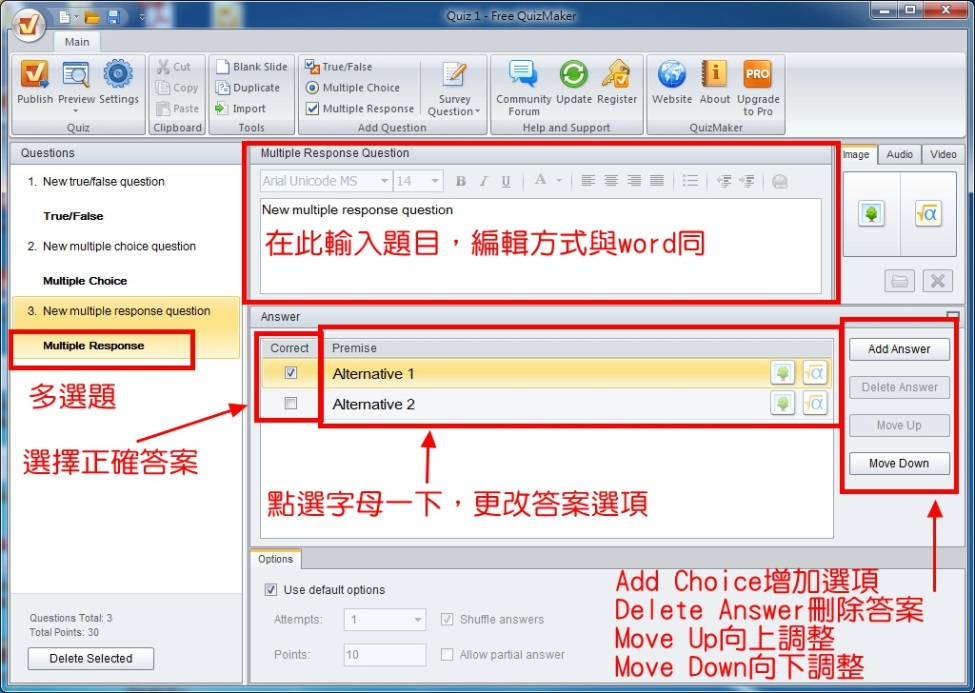 Quiz 1 - Free QuizMaker
Main
Publish Preview Settings
Quiz
Cut
Copy
Paste
Clipboard
Blank Slide
Duplicate
Import
Tools
True/False
Multiple Choice
Multiple Response
Survey
Question
Add Question
Community
Forum
Update
Register
Help and Support
Website
About
PRO
Upgrade
to Pro
QuizMaker
Questions
1. New true/false question
True/False
2. New multiple choice question
Multiple Choice
3. New multiple response question
Multiple Response
多選題
選擇正確答案
Questions Total: 3
Total Points: 30
Delete Selected
Multiple Response Question
Arial Unicode MS 14 B I U A
New multiple response question
在此輸入題目，編輯方式與word同
Image Audio Video
√α
Answer
Correct Premise
Alternative 1 √α
Alternative 2 √α
點選字母一下，更改答案選項
Add Answer
Delete Answer
Move Up
Move Down
Options
Use default options
Attempts: 1 Shuffle answers
Points: 10 Allow partial answer
Add Choice增加選項
Delete Answer刪除答案
Move Up向上調整
Move Down向下調整